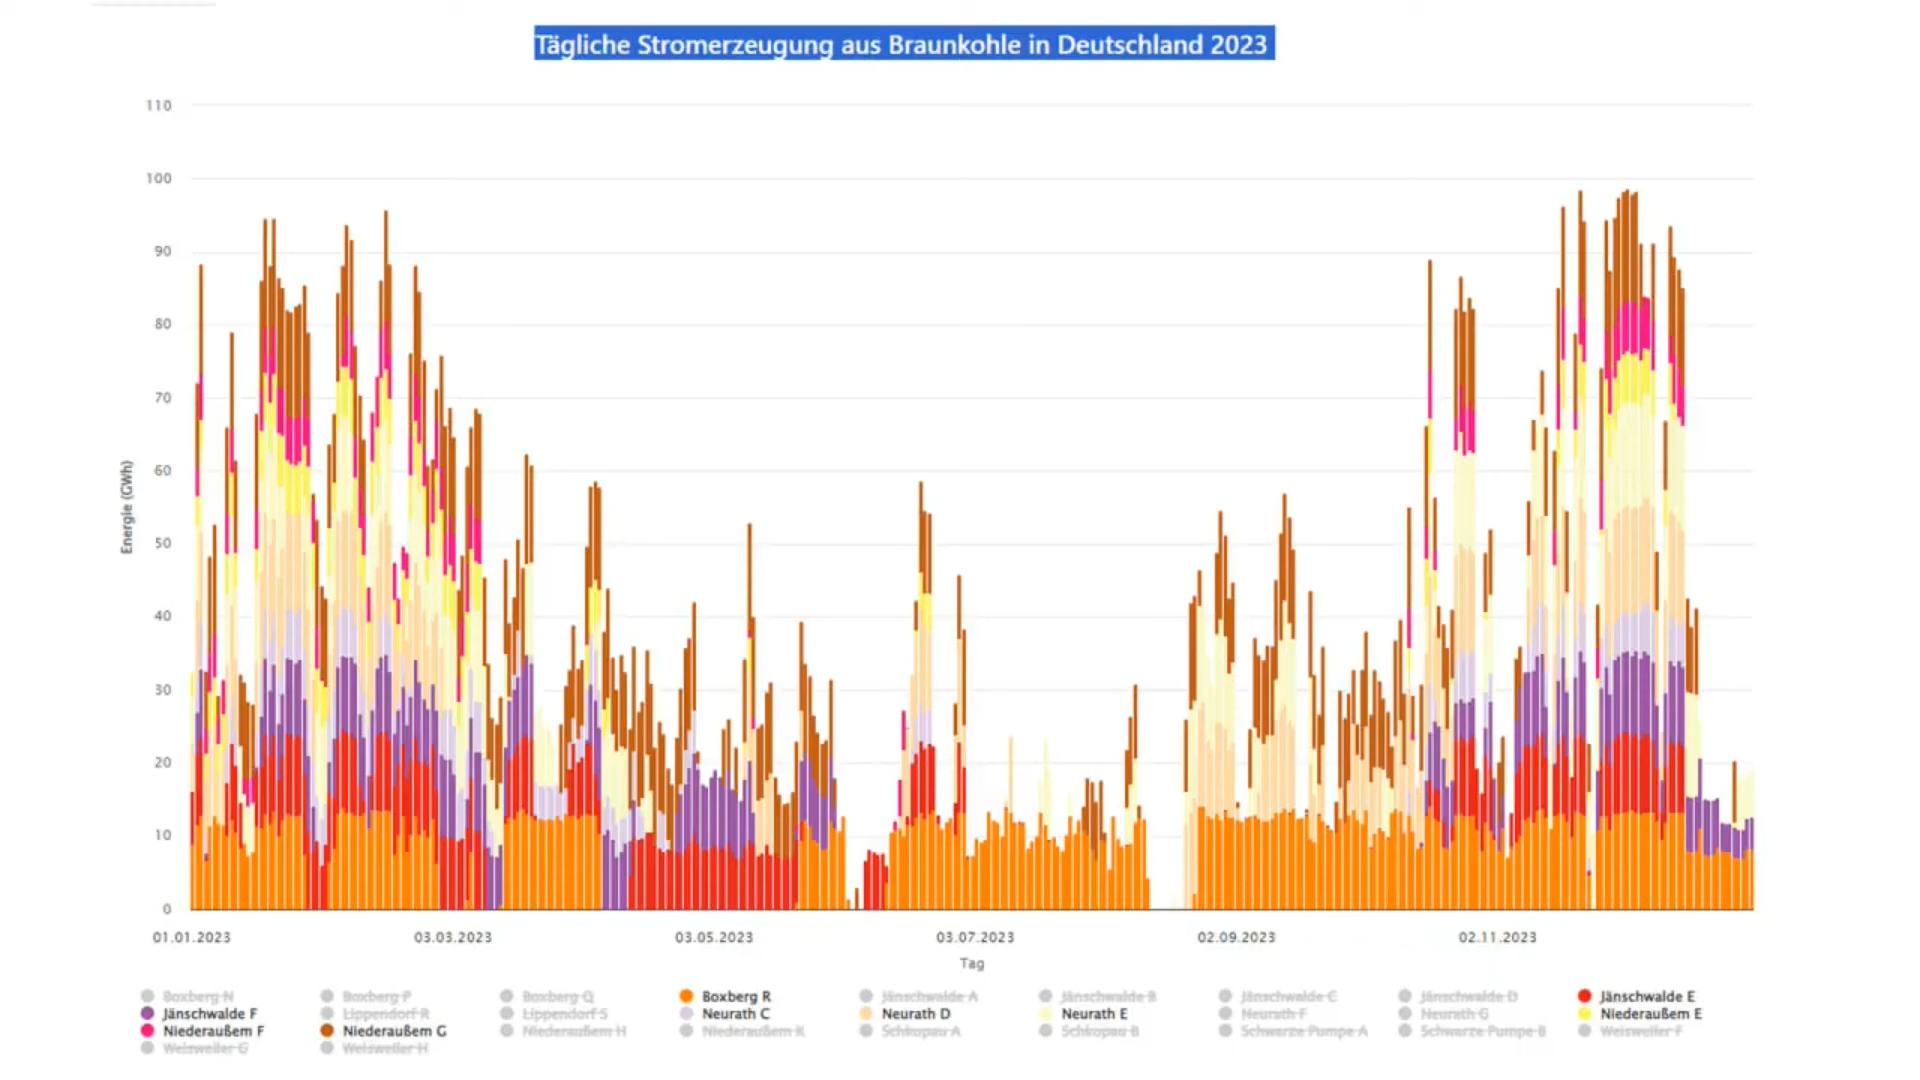 Tägliche Stromerzeugung aus Braunkohle in Deutschland 2023
110
100
90
80
70
60
50
40
30
20
10
0
Energie (GWh)
01.01.2023 03.03.2023 03.05.2023 03.07.2023 02.09.2023 02.11.2023
Tag
Boxberg N Boxberg P Boxberg Q Boxberg R Jänschwalde A Jänschwalde B Jänschwalde C Jänschwalde D Jänschwalde E
Jänschwalde F Lippendorf R Lippendorf S Neurath C Neurath D Neurath E Neurath F Neurath G Niederaußem E
Niederaußem F Niederaußem G Niederaußem H Niederaußem K Schkopau A Schkopau B Schwarze Pumpe A Schwarze Pumpe B Weisweiler F
Weisweiler G Weisweiler H